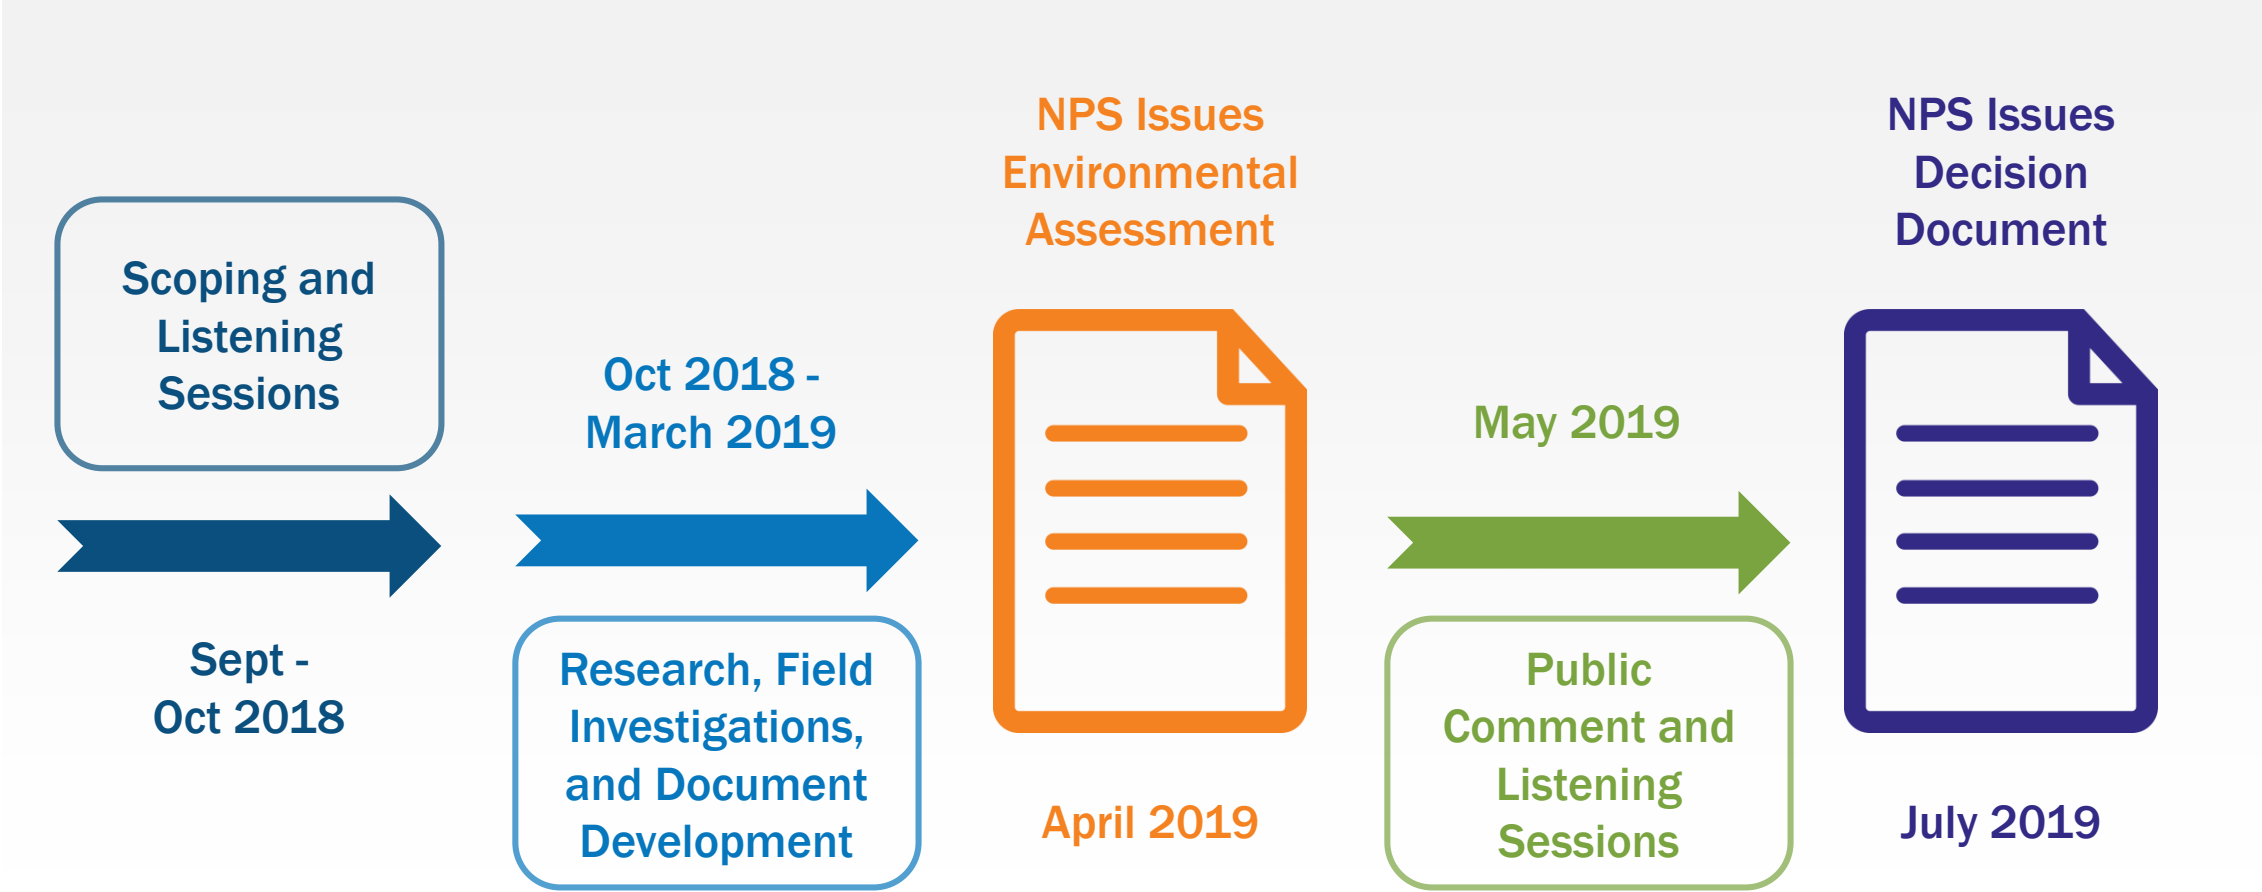 Scoping and
Listening
Sessions
Sept -
Oct 2018
Oct 2018 -
March 2019
Research, Field
Investigations,
and Document
Development
NPS Issues
Environmental
Assessment
April 2019
May 2019
Public
Comment and
Listening
Sessions
NPS Issues
Decision
Document
July 2019